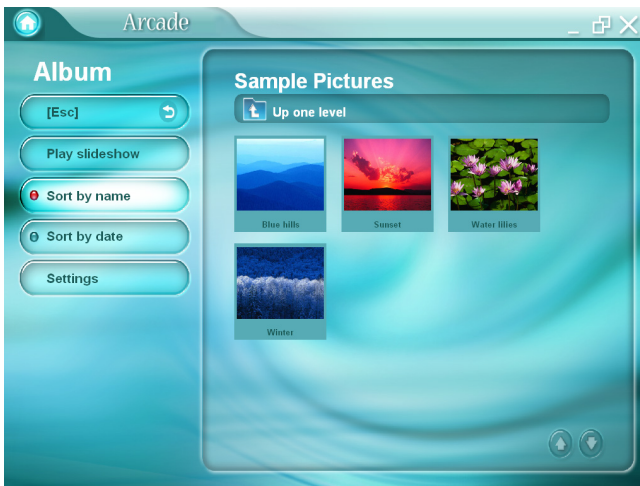 Arcade
Album
[Esc]
Play slideshow
Sort by name
Sort by date
Settings
Sample Pictures
Up one level
Blue hills
Sunset
Water lilies
Winter